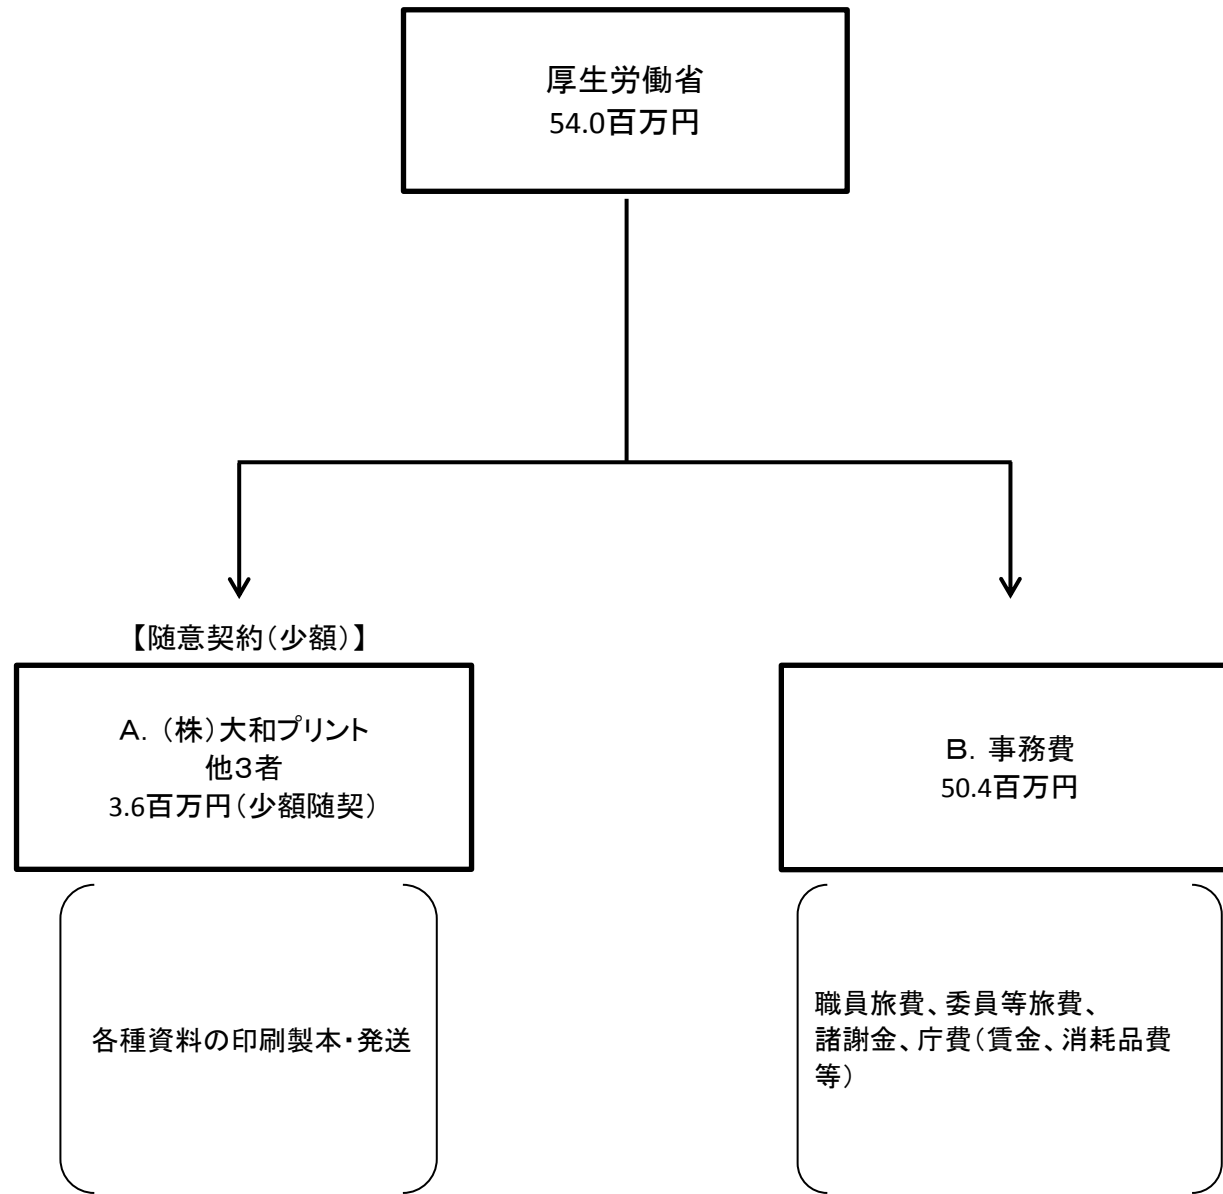 厚生労働省
54.0百万円
【随意契約（少額）】
A．（株）大和プリント
他３者
3.6百万円（少額随契）
B．事務費
50.4百万円
各種資料の印刷製本・発送
職員旅費、委員等旅費、
諸謝金、庁費（賃金、消耗品費
等）